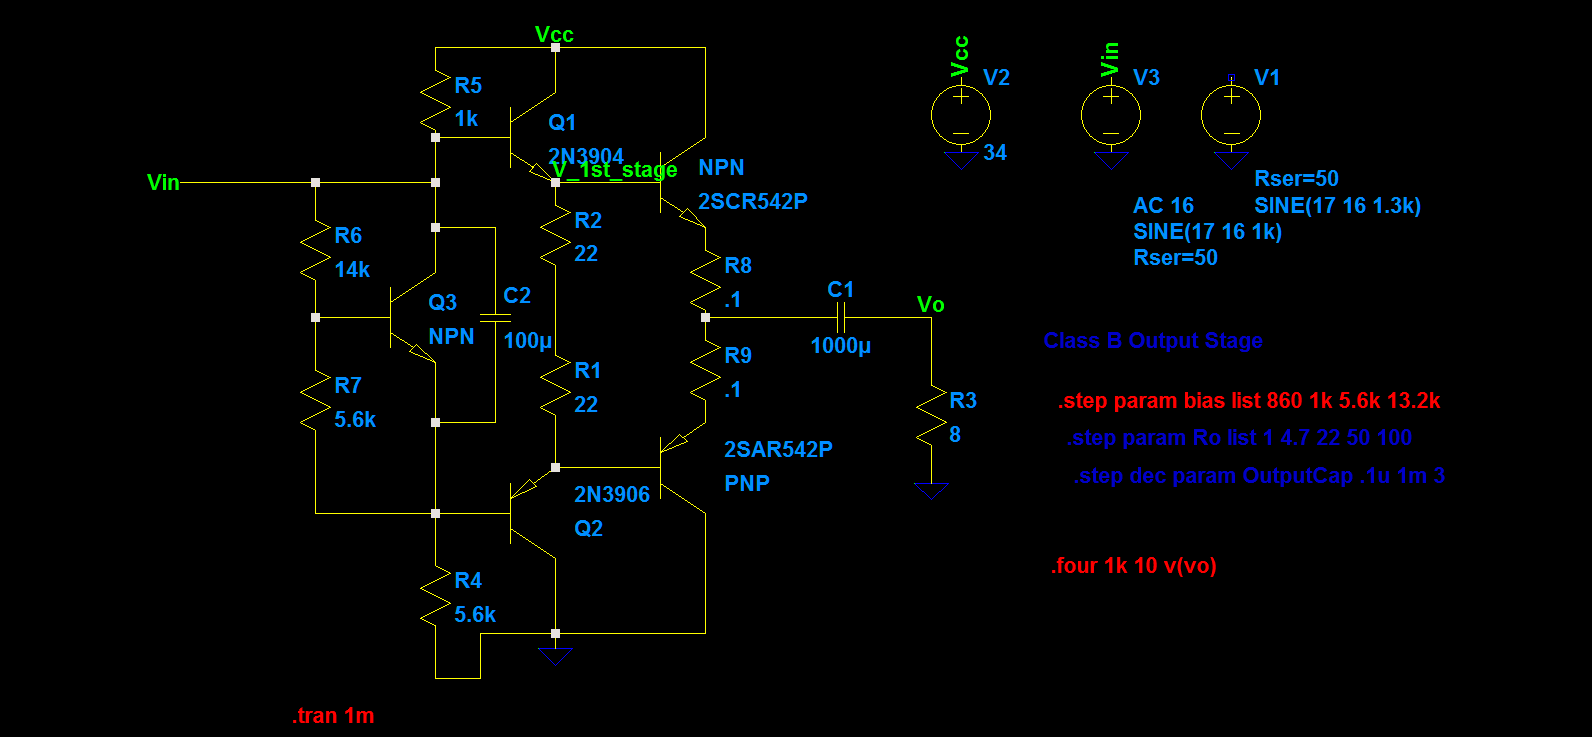 Vcc
R5
1k
Q1
2N3904
V_1st_stage
NPN
2SCR542P
Vin
R6
14k
R2
22
R8
.1
Q3
NPN
C2
100µ
C1
1000µ
Vo
R7
5.6k
R1
22
R9
.1
R3
8
2SAR542P
PNP
2N3906
Q2
R4
5.6k
.tran 1m
Vcc
V2
34
Vin
V3
AC 16
SINE(17 16 1k)
Rser=50
V1
Rser=50
SINE(17 16 1.3k)
Class B Output Stage
.step param bias list 860 1k 5.6k 13.2k
.step param Ro list 1 4.7 22 50 100
.step dec param OutputCap .1u 1m 3
.four 1k 10 v(vo)